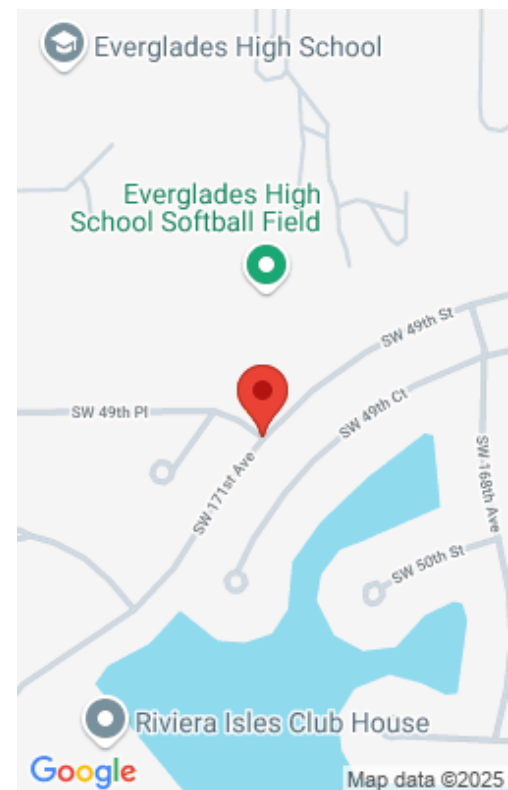 Everglades High School
Everglades High
School Softball Field
SW 49th St
SW 49th Pl
SW 49th Ct
SW 171st Ave
SW 168th Ave
SW 50th St
Riviera Isles Club House
Google
Map data ©2025